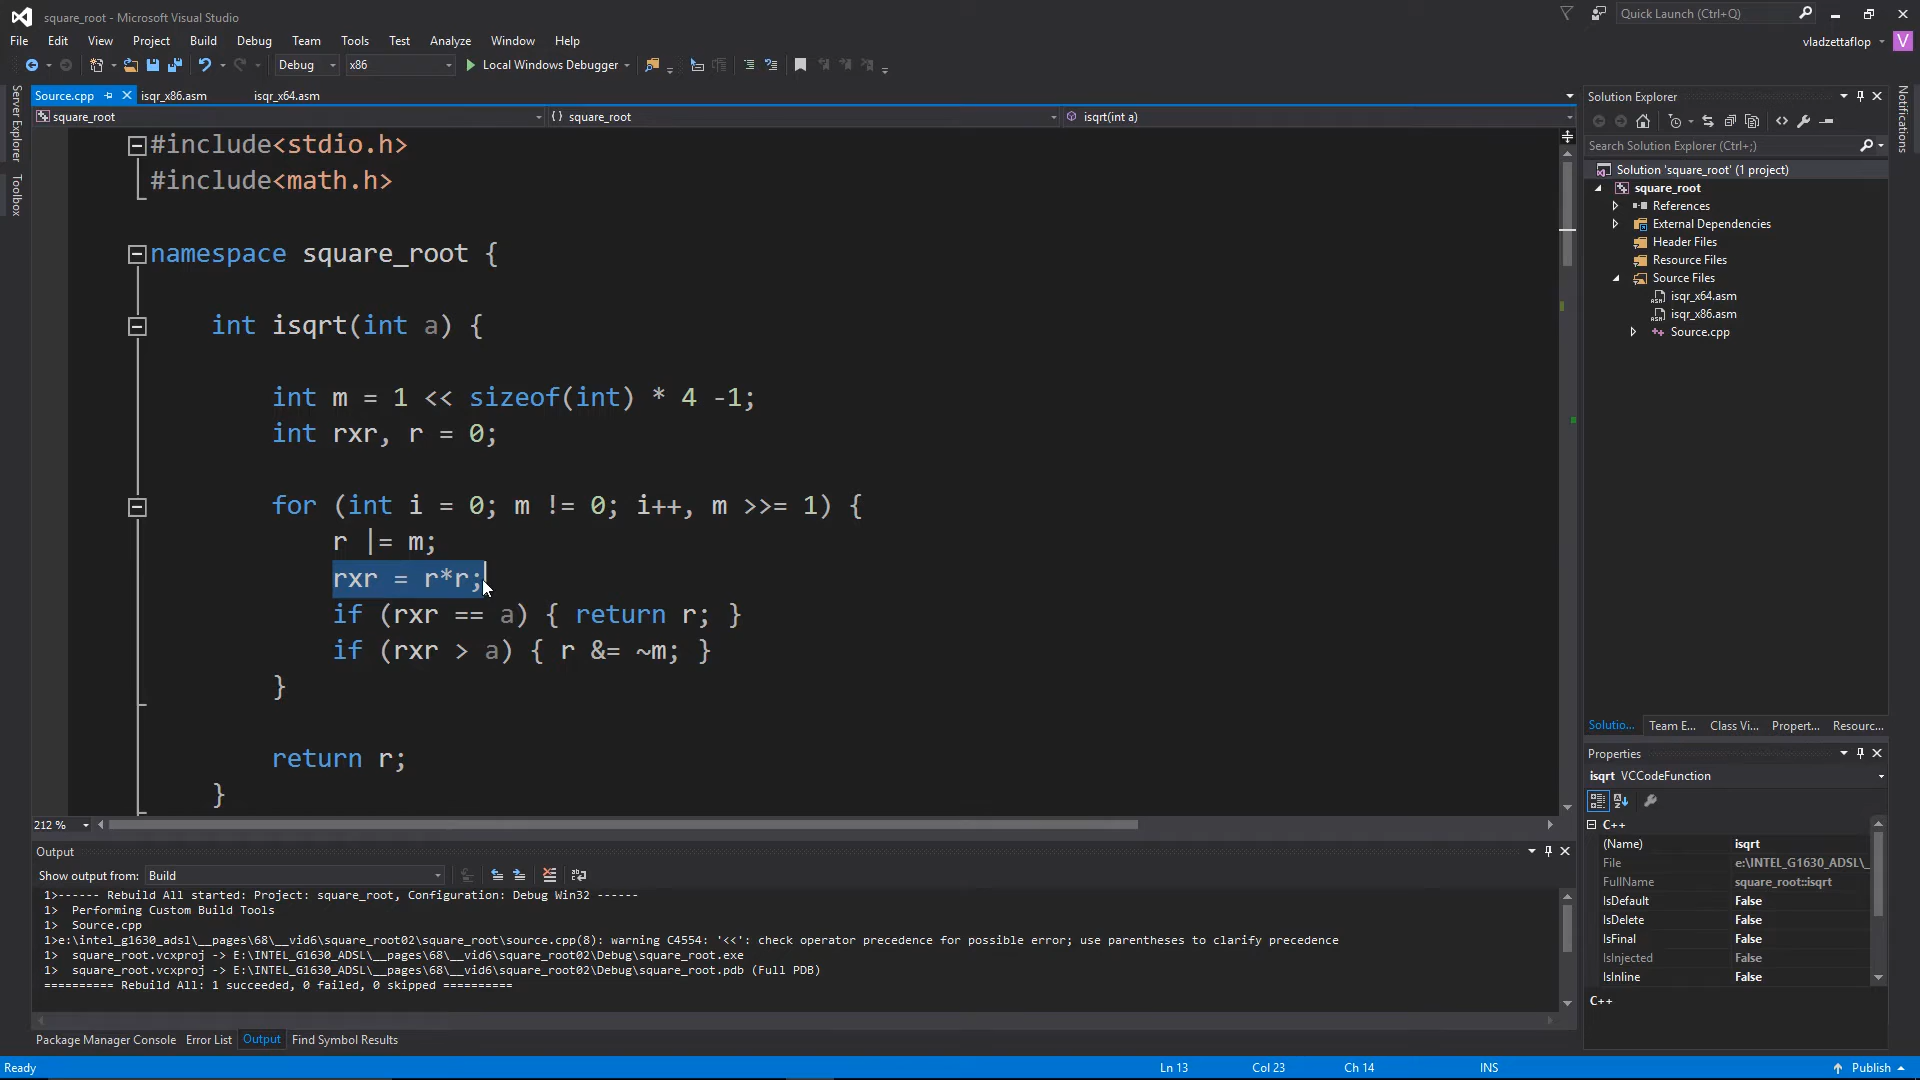 square_root - Microsoft Visual Studio
Quick Launch (Ctrl+Q)
File Edit View Project Build Debug Team Tools Test Analyze Window Help
vladzettaflop V
Debug x86 Local Windows Debugger
Source.cpp isqr_x86.asm isqr_x64.asm
square_root square_root isqrt(int a)
Server Explorer
Toolbox
#include<stdio.h>
#include<math.h>
namespace square_root {
int isqrt(int a) {
int m = 1 << sizeof(int) * 4 -1;
int rxr, r = 0;
for (int i = 0; m != 0; i++, m >>= 1) {
r |= m;
rxr = r*r;
if (rxr == a) { return r; }
if (rxr > a) { r &= ~m; }
}
return r;
}
212 %
Solution Explorer
Search Solution Explorer (Ctrl+;)
Solution 'square_root' (1 project)
square_root
References
External Dependencies
Header Files
Resource Files
Source Files
isqr_x64.asm
isqr_x86.asm
Source.cpp
Notifications
Solutio... Team E... Class Vi... Propert... Resourc...
Properties
isqrt VCCodeFunction
C++
(Name) isqrt
File e:\INTEL_G1630_ADSL\_
FullName square_root::isqrt
IsDefault False
IsDelete False
IsFinal False
IsInjected False
IsInline False
C++
Output
Show output from: Build
1>------ Rebuild All started: Project: square_root, Configuration: Debug Win32 ------
1> Performing Custom Build Tools
1> Source.cpp
1>e:\intel_g1630_adsl\__pages\68\__vid6\square_root02\square_root\source.cpp(8): warning C4554: '<<': check operator precedence for possible error; use parentheses to clarify precedence
1> square_root.vcxproj -> E:\INTEL_G1630_ADSL\__pages\68\__vid6\square_root02\Debug\square_root.exe
1> square_root.vcxproj -> E:\INTEL_G1630_ADSL\__pages\68\__vid6\square_root02\Debug\square_root.pdb (Full PDB)
========== Rebuild All: 1 succeeded, 0 failed, 0 skipped ==========
Package Manager Console Error List Output Find Symbol Results
Ready Ln 13 Col 23 Ch 14 INS Publish